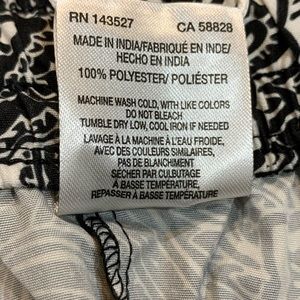 RN 143527 CA 58828
MADE IN INDIA/FABRIQUÉ EN INDE/
HECHO EN INDIA
100% POLYESTER/ POLIÉSTER
MACHINE WASH COLD, WITH LIKE COLORS
DO NOT BLEACH
TUMBLE DRY LOW, COOL IRON IF NEEDED
LAVAGE À LA MACHINE À L'EAU FROIDE,
AVEC DES COULEURS SIMILAIRES,
PAS DE BLANCHIMENT
SÉCHER PAR CULBUTAGE
À BASSE TEMPÉRATURE,
REPASSER À BASSE TEMPÉRATURE